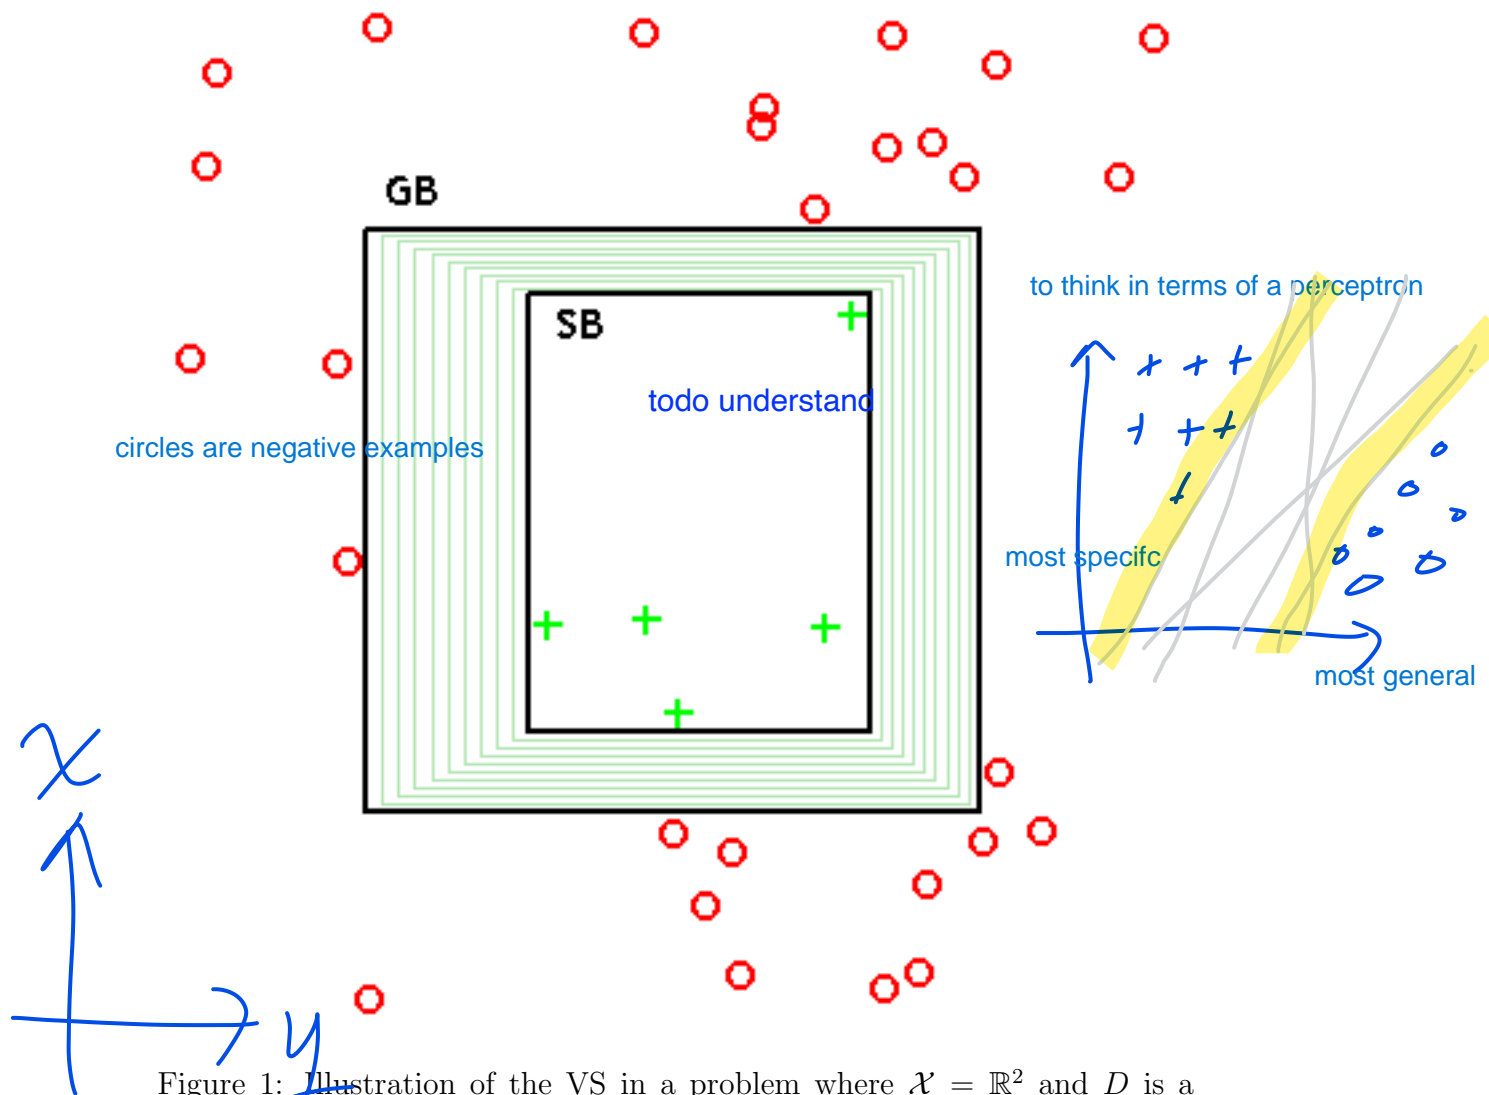 GB
to think in terms of a perceptron
SB
todo understand
circles are negative examples
most specifc
most general
x
y
Figure 1: Illustration of the VS in a problem where 𝒳 = ℝ² and D is a